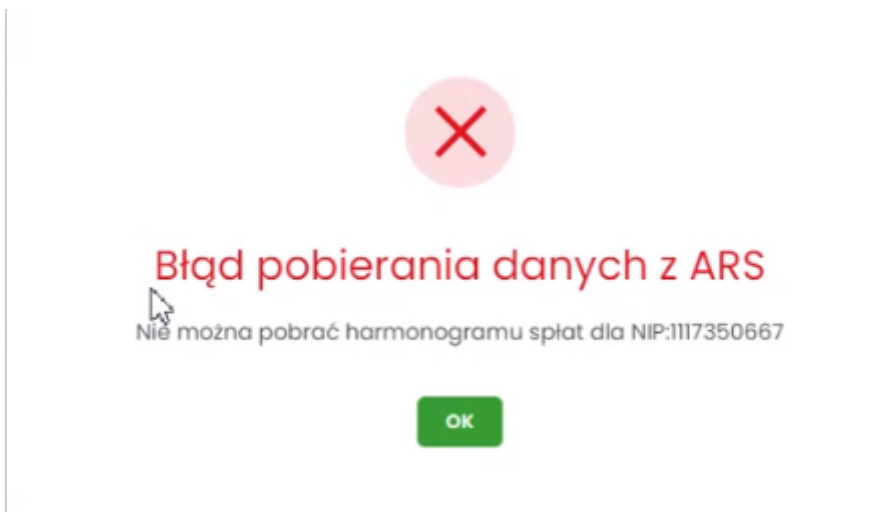 Błąd pobierania danych z ARS
Nie można pobrać harmonogramu spłat dla NIP:1117350667
OK